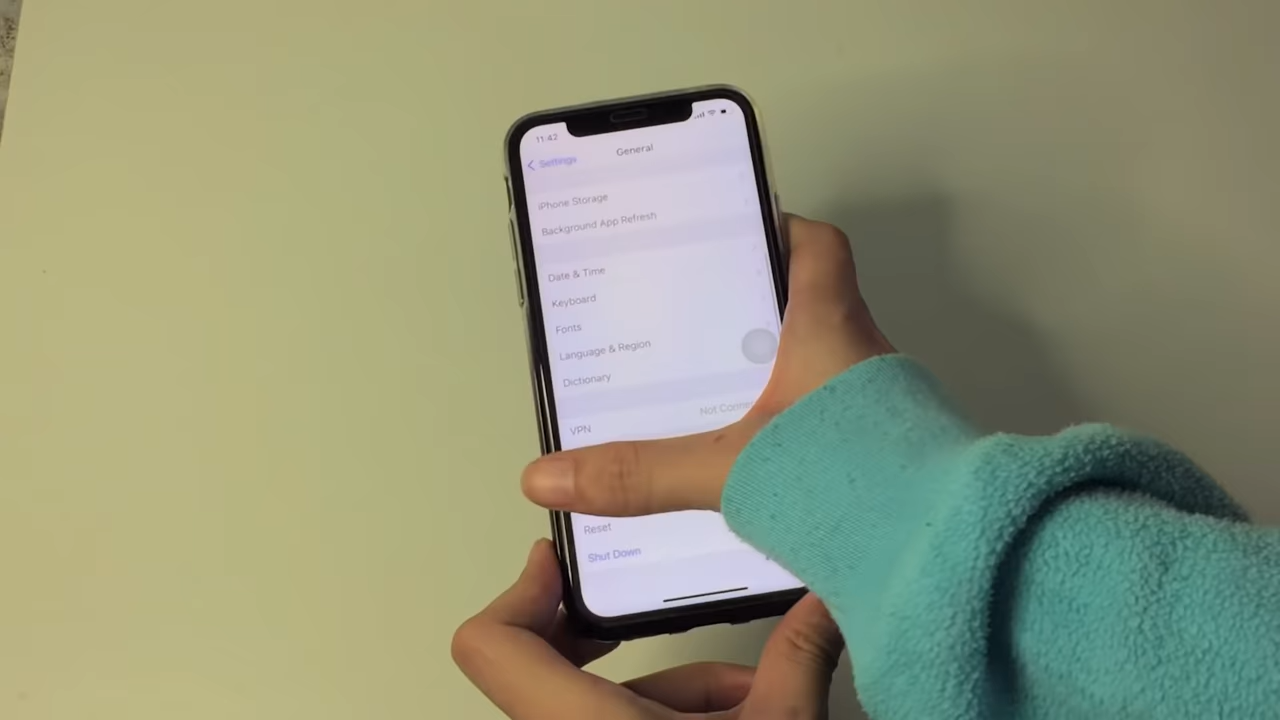 11:42
Settings
General
iPhone Storage
Background App Refresh
Date & Time
Keyboard
Fonts
Language & Region
Dictionary
Not
VPN
Reset
Shut Down